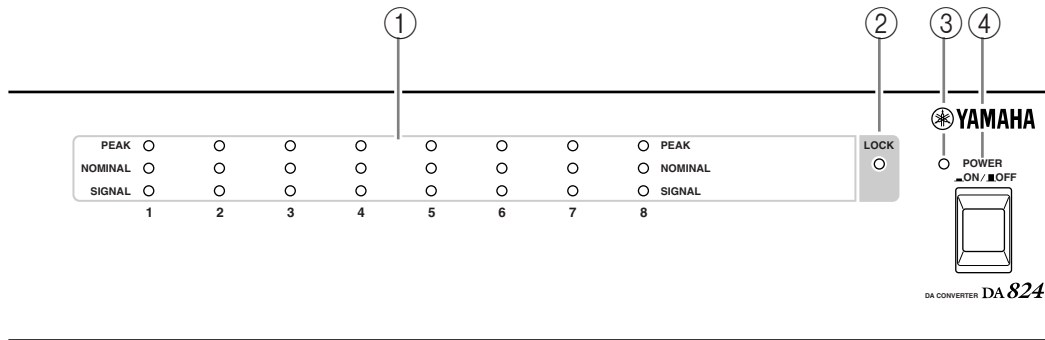 ① ② ③ ④
YAMAHA
PEAK PEAK LOCK
NOMINAL NOMINAL POWER
ON / OFF
SIGNAL SIGNAL
1 2 3 4 5 6 7 8
DA CONVERTER DA824